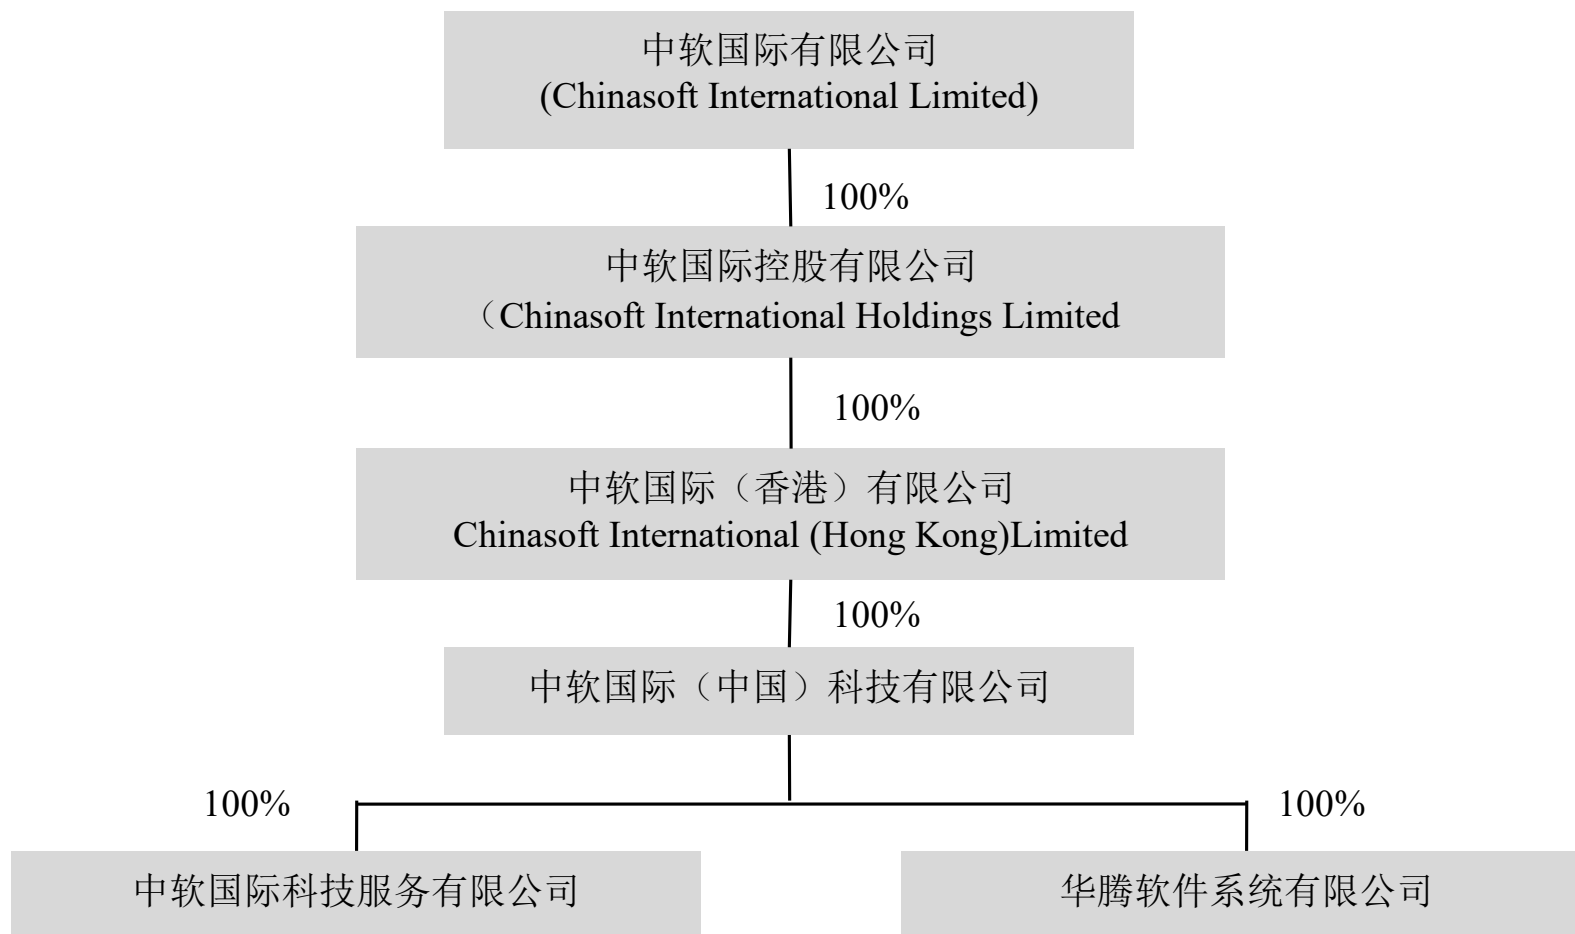 中软国际有限公司
(Chinasoft International Limited)
100%
中软国际控股有限公司
（Chinasoft International Holdings Limited
100%
中软国际（香港）有限公司
Chinasoft International (Hong Kong)Limited
100%
中软国际（中国）科技有限公司
100%
100%
中软国际科技服务有限公司
华腾软件系统有限公司